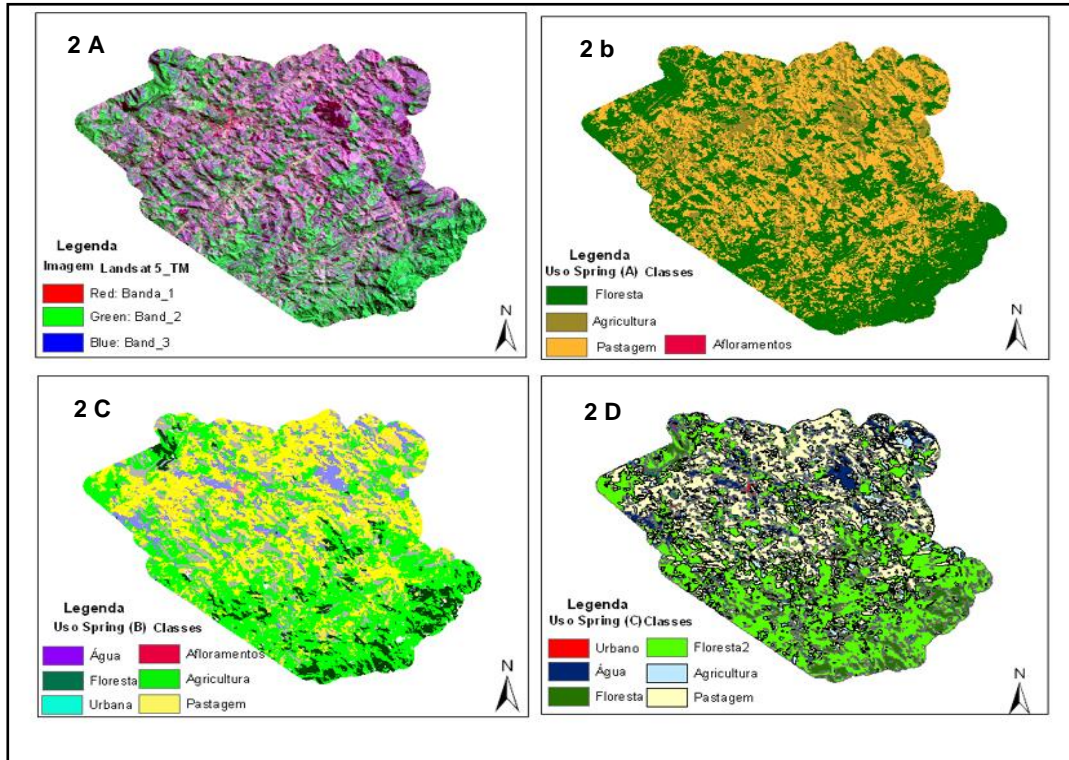 2 A
Legenda
Imagem Landsat 5_TM
Red: Banda_1
Green: Band_2
Blue: Band_3
N
2 b
Legenda
Uso Spring (A) Classes
Floresta
Agricultura
Pastagem
Afloramentos
N
2 C
Legenda
Uso Spring (B) Classes
Água
Afloramentos
Floresta
Agricultura
Urbana
Pastagem
N
2 D
Legenda
Uso Spring (C) Classes
Urbano
Floresta2
Água
Agricultura
Floresta
Pastagem
N